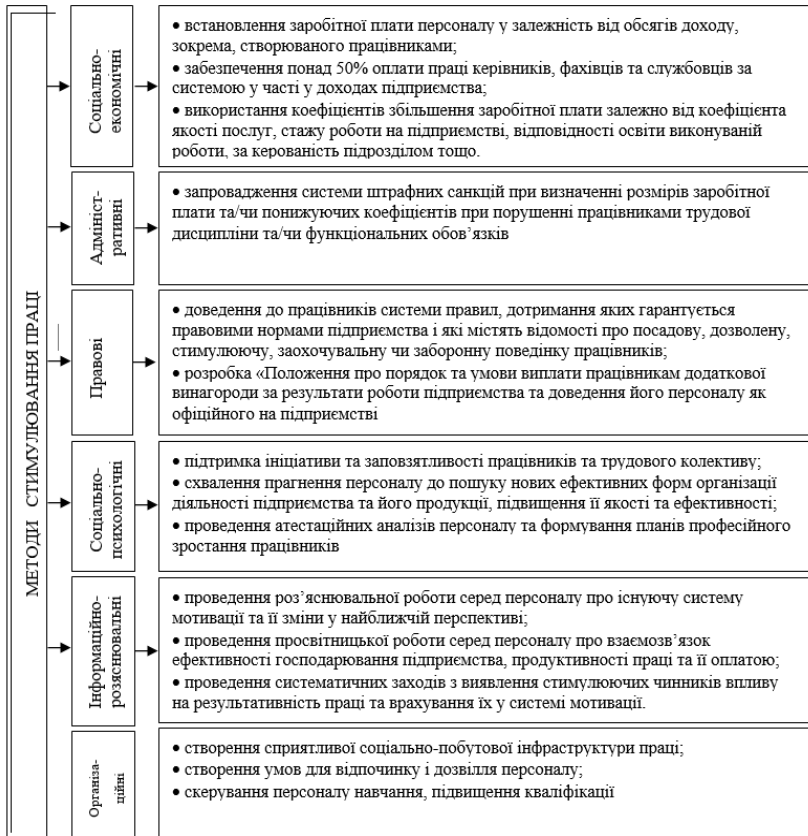 МЕТОДИ СТИМУЛЮВАННЯ ПРАЦІ
Соціально-
економічні
• встановлення заробітної плати персоналу у залежність від обсягів доходу,
зокрема, створюваного працівниками;
• забезпечення понад 50% оплати праці керівників, фахівців та службовців за
системою у часті у доходах підприємства;
• використання коефіцієнтів збільшення заробітної плати залежно від коефіцієнта
якості послуг, стажу роботи на підприємстві, відповідності освіти виконуваній
роботи, за керованість підрозділом тощо.
Адмініст-
ративні
• запровадження системи штрафних санкцій при визначенні розмірів заробітної
плати та/чи понижуючих коефіцієнтів при порушенні працівниками трудової
дисципліни та/чи функціональних обов’язків
Правові
• доведення до працівників системи правил, дотримання яких гарантується
правовими нормами підприємства і які містять відомості про посадову, дозволену,
стимулюючу, заохочувальну чи заборонну поведінку працівників;
• розробка «Положення про порядок та умови виплати працівникам додаткової
винагороди за результати роботи підприємства та доведення його персоналу як
офіційного на підприємстві
Соціально-
психологічні
• підтримка ініціативи та заповзятливості працівників та трудового колективу;
• схвалення прагнення персоналу до пошуку нових ефективних форм організації
діяльності підприємства та його продукції, підвищення її якості та ефективності;
• проведення атестаційних аналізів персоналу та формування планів професійного
зростання працівників
Інформаційно-
розяснювальні
• проведення роз’яснювальної роботи серед персоналу про існуючу систему
мотивації та її зміни у найближчій перспективі;
• проведення просвітницької роботи серед персоналу про взаємозв’язок
ефективності господарювання підприємства, продуктивності праці та її оплатою;
• проведення систематичних заходів з виявлення стимулюючих чинників впливу
на результативність праці та врахування їх у системі мотивації.
Організа-
ційні
• створення сприятливої соціально-побутової інфраструктури праці;
• створення умов для відпочинку і дозвілля персоналу;
• скерування персоналу навчання, підвищення кваліфікації